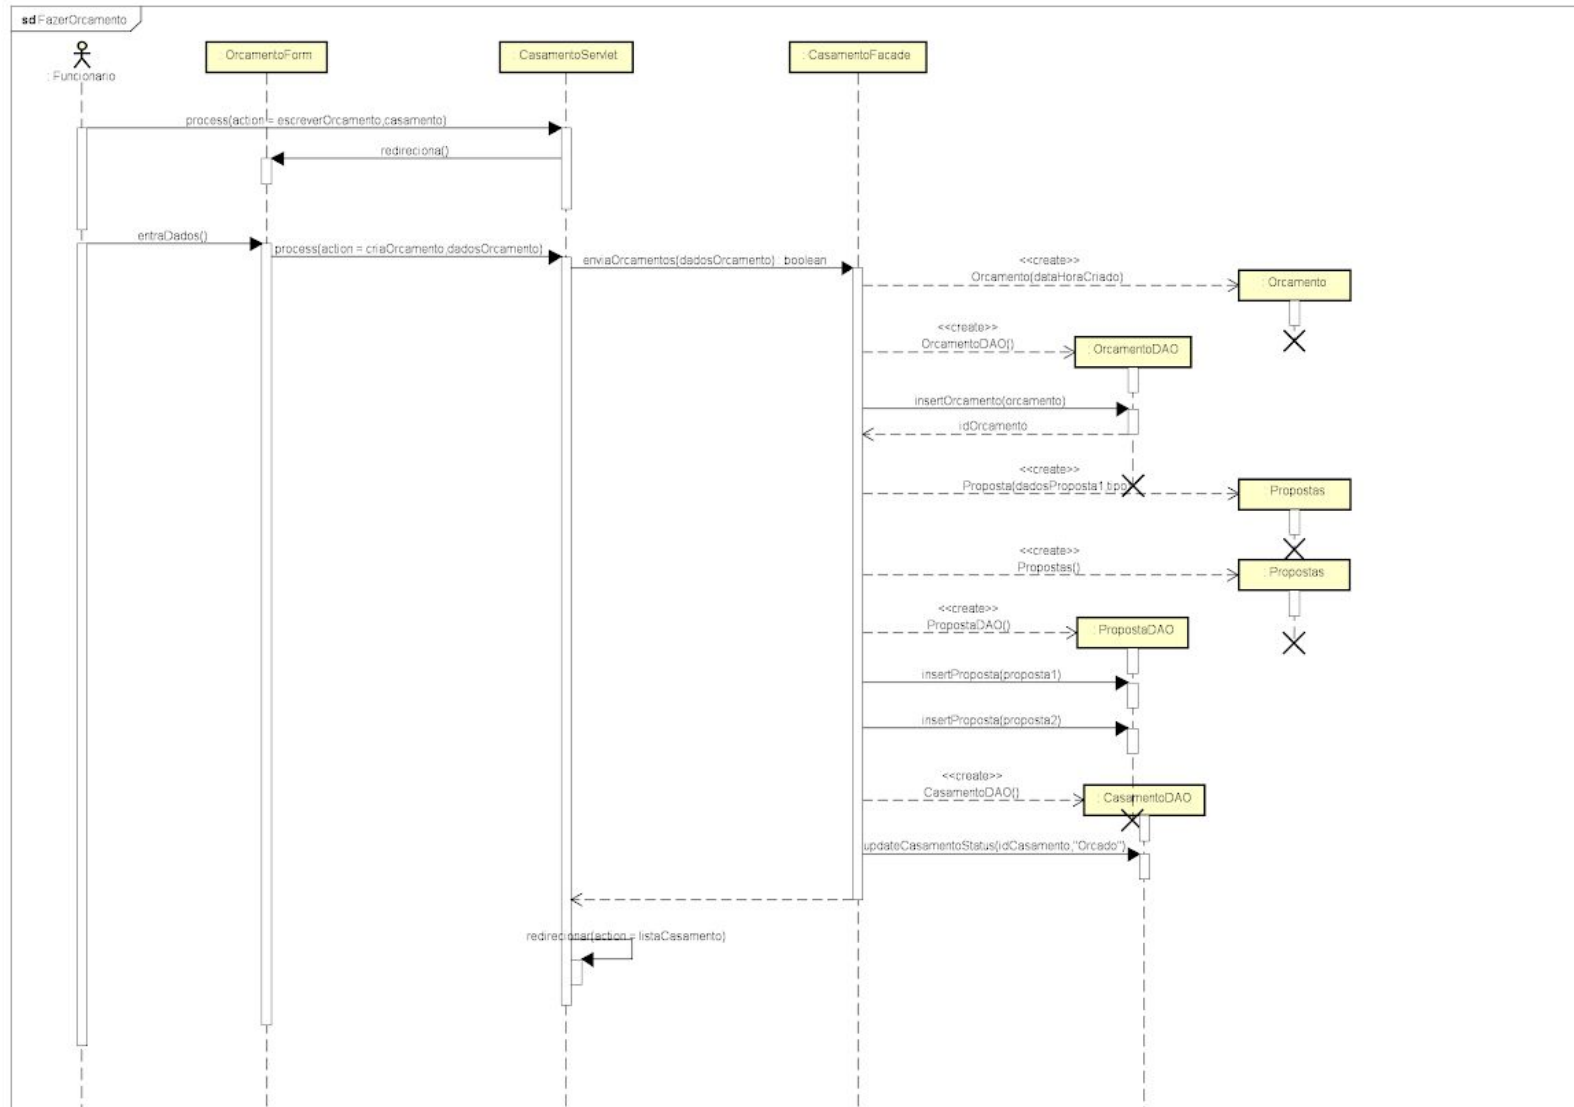 sd FazerOrcamento
: Funcionario
: OrcamentoForm
: CasamentoServlet
: CasamentoFacade
process(action = escreverOrcamento,casamento)
redireciona()
entraDados()
process(action = criaOrcamento,dadosOrcamento)
enviaOrcamentos(dadosOrcamento) : boolean
<<create>>
Orcamento(dataHoraCriado)
: Orcamento
<<create>>
OrcamentoDAO()
: OrcamentoDAO
insertOrcamento(orcamento)
idOrcamento
<<create>>
Proposta(dadosProposta1,tipo)
: Propostas
<<create>>
Propostas()
: Propostas
<<create>>
PropostaDAO()
: PropostaDAO
insertProposta(proposta1)
insertProposta(proposta2)
<<create>>
CasamentoDAO()
: CasamentoDAO
updateCasamentoStatus(idCasamento,"Orcado")
redirecionar(action = listaCasamento)